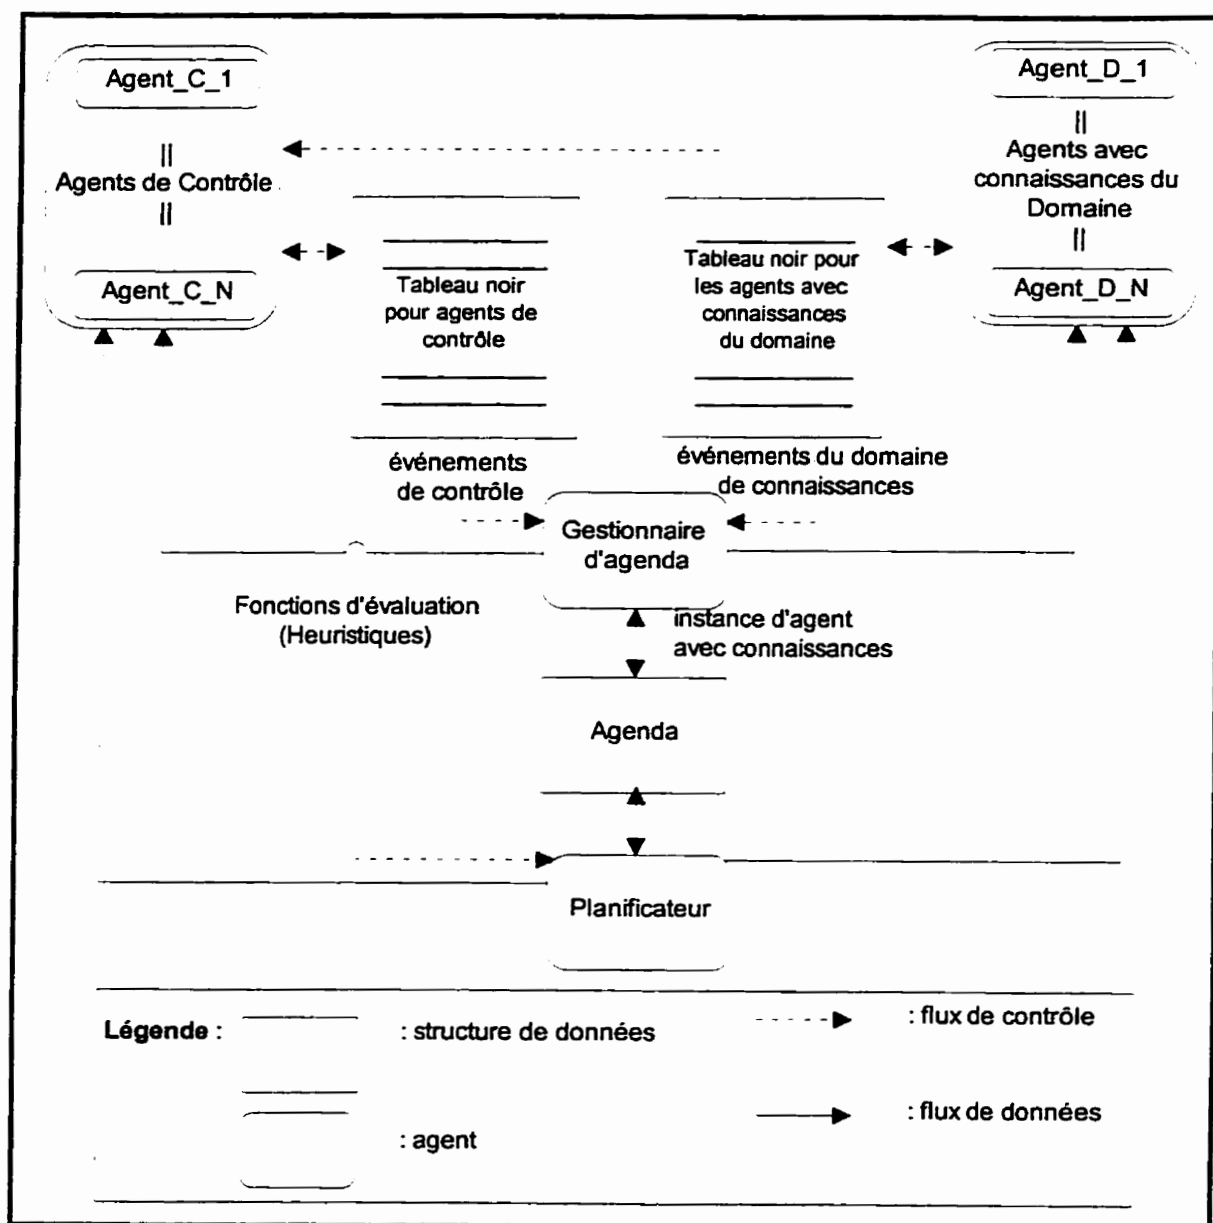 Agent_C_1
||
Agents de Contrôle
||
Agent_C_N
Agent_D_1
||
Agents avec
connaissances du
Domaine
||
Agent_D_N
Tableau noir
pour agents de
contrôle
Tableau noir pour
les agents avec
connaissances
du domaine
événements
de contrôle
événements du domaine
de connaissances
Gestionnaire
d'agenda
Fonctions d'évaluation
(Heuristiques)
instance d'agent
avec connaissances
Agenda
Planificateur
Légende :
: structure de données
: flux de contrôle
: agent
: flux de données